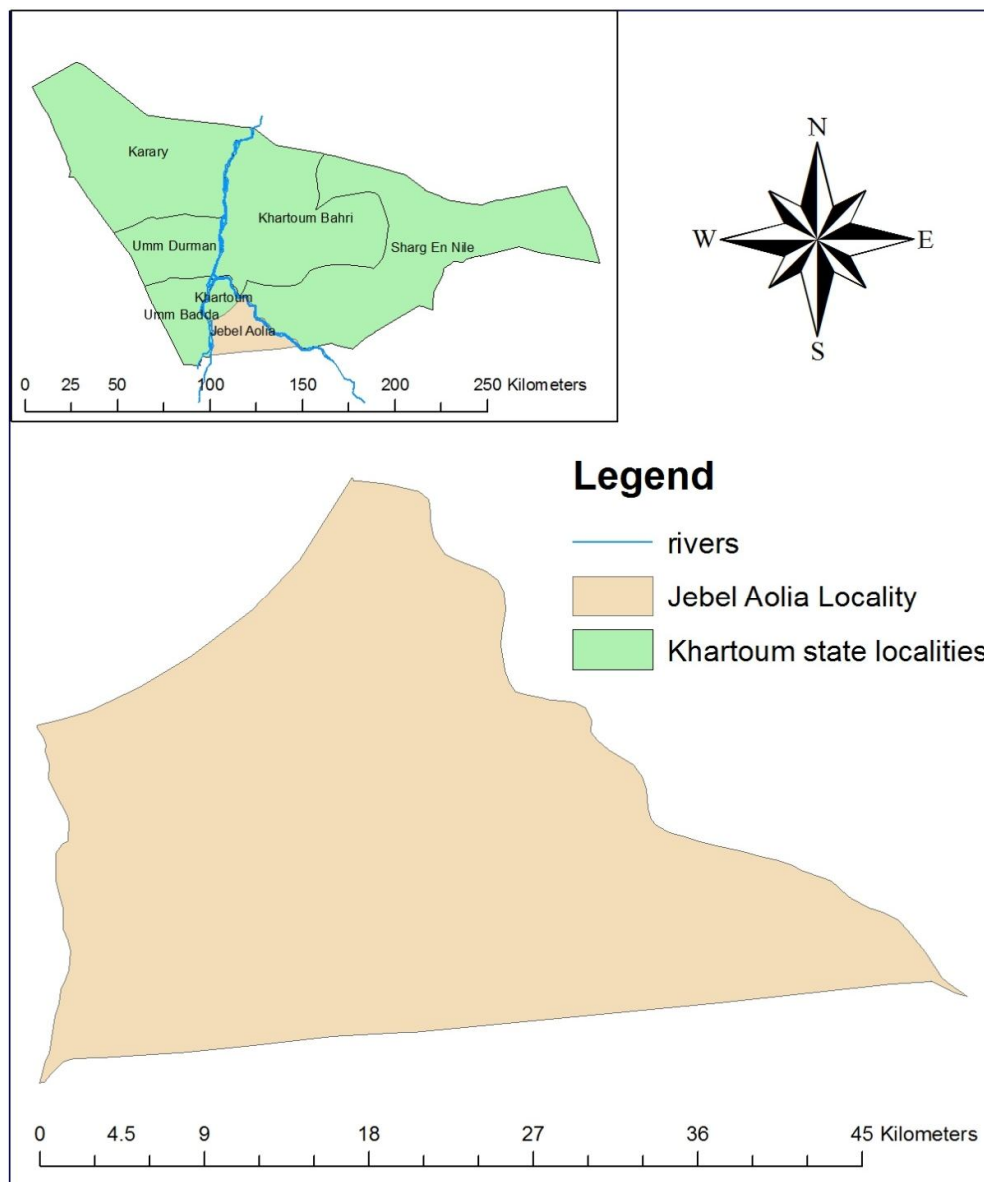 Karary
Khartoum Bahri
Umm Durman
Sharg En Nile
Khartoum
Umm Badda
Jebel Aolia
0 25 50 100 150 200 250 Kilometers
N
W E
S
Legend
rivers
Jebel Aolia Locality
Khartoum state localities
0 4.5 9 18 27 36 45 Kilometers